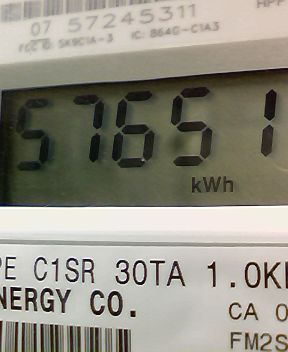 HPF
07 57245311
FCC ID: SK9C1A-3 IC: 864G-C1A3
57651
kWh
PE C1SR 30TA 1.0K
NERGY CO.
CA 0
FM2S